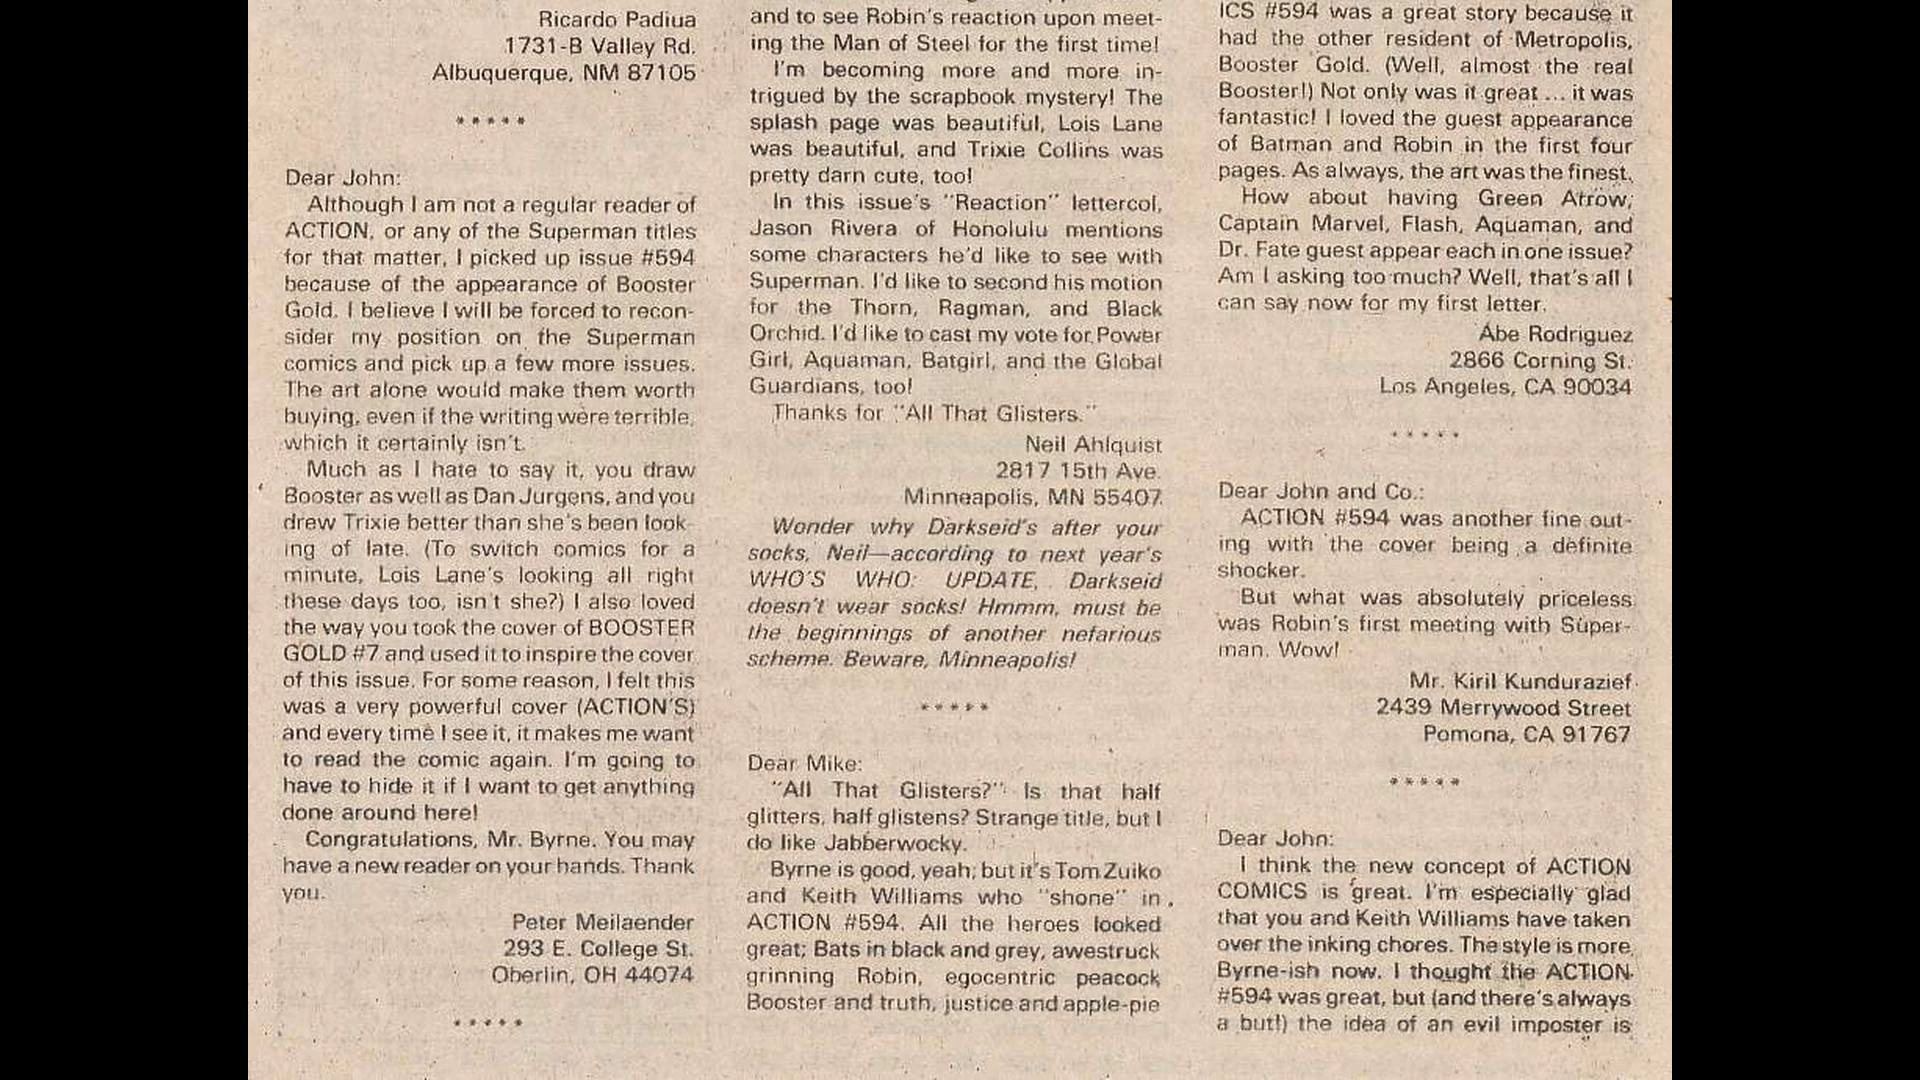 Ricardo Padiua
1731-B Valley Rd.
Albuquerque, NM 87105
*****
Dear John:
Although I am not a regular reader of
ACTION, or any of the Superman titles
for that matter, I picked up issue #594
because of the appearance of Booster
Gold. I believe I will be forced to recon-
sider my position on the Superman
comics and pick up a few more issues.
The art alone would make them worth
buying, even if the writing were terrible,
which it certainly isn't.
Much as I hate to say it, you draw
Booster as well as Dan Jurgens, and you
drew Trixie better than she's been look-
ing of late. (To switch comics for a
minute, Lois Lane's looking all right
these days too, isn't she?) I also loved
the way you took the cover of BOOSTER
GOLD #7 and used it to inspire the cover
of this issue. For some reason, I felt this
was a very powerful cover (ACTION'S)
and every time I see it, it makes me want
to read the comic again. I'm going to
have to hide it if I want to get anything
done around here!
Congratulations, Mr. Byrne. You may
have a new reader on your hands. Thank
you.
Peter Meilaender
293 E. College St.
Oberlin, OH 44074
*****
and to see Robin's reaction upon meet-
ing the Man of Steel for the first time!
I'm becoming more and more in-
trigued by the scrapbook mystery! The
splash page was beautiful, Lois Lane
was beautiful, and Trixie Collins was
pretty darn cute, too!
In this issue's "Reaction" lettercol,
Jason Rivera of Honolulu mentions
some characters he'd like to see with
Superman. I'd like to second his motion
for the Thorn, Ragman, and Black
Orchid. I'd like to cast my vote for Power
Girl, Aquaman, Batgirl, and the Global
Guardians, too!
Thanks for "All That Glisters."
Neil Ahlquist
2817 15th Ave.
Minneapolis, MN 55407
Wonder why Darkseid's after your
socks, Neil—according to next year's
WHO'S WHO: UPDATE, Darkseid
doesn't wear socks! Hmmm, must be
the beginnings of another nefarious
scheme. Beware, Minneapolis!
*****
Dear Mike:
"All That Glisters?" Is that half
glitters, half glistens? Strange title, but I
do like Jabberwocky.
Byrne is good, yeah; but it's Tom Zuiko
and Keith Williams who "shone" in
ACTION #594. All the heroes looked
great; Bats in black and grey, awestruck
grinning Robin, egocentric peacock
Booster and truth, justice and apple-pie
ICS #594 was a great story because it
had the other resident of Metropolis,
Booster Gold. (Well, almost the real
Booster!) Not only was it great ... it was
fantastic! I loved the guest appearance
of Batman and Robin in the first four
pages. As always, the art was the finest.
How about having Green Arrow,
Captain Marvel, Flash, Aquaman, and
Dr. Fate guest appear each in one issue?
Am I asking too much? Well, that's all I
can say now for my first letter.
Abe Rodriguez
2866 Corning St.
Los Angeles, CA 90034
*****
Dear John and Co.:
ACTION #594 was another fine out-
ing with the cover being a definite
shocker.
But what was absolutely priceless
was Robin's first meeting with Super-
man. Wow!
Mr. Kiril Kundurazief
2439 Merrywood Street
Pomona, CA 91767
*****
Dear John:
I think the new concept of ACTION
COMICS is great. I'm especially glad
that you and Keith Williams have taken
over the inking chores. The style is more
Byrne-ish now. I thought the ACTION
#594 was great, but (and there's always
a but!) the idea of an evil imposter is